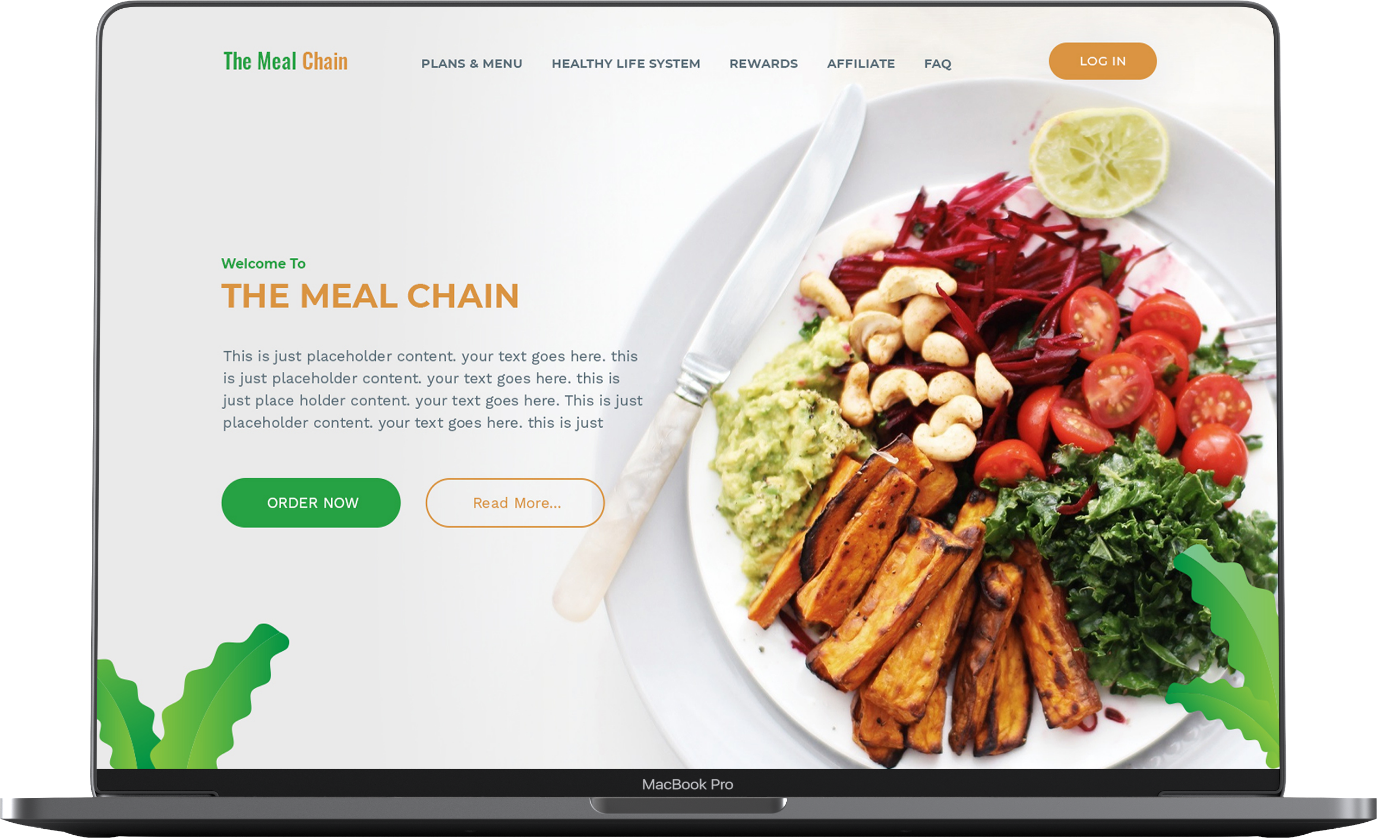 The Meal Chain
PLANS & MENU
HEALTHY LIFE SYSTEM
REWARDS
AFFILIATE
FAQ
LOG IN
Welcome To
THE MEAL CHAIN
This is just placeholder content. your text goes here. this
is just placeholder content. your text goes here. this is
just place holder content. your text goes here. This is just
placeholder content. your text goes here. this is just
ORDER NOW
Read More...
MacBook Pro